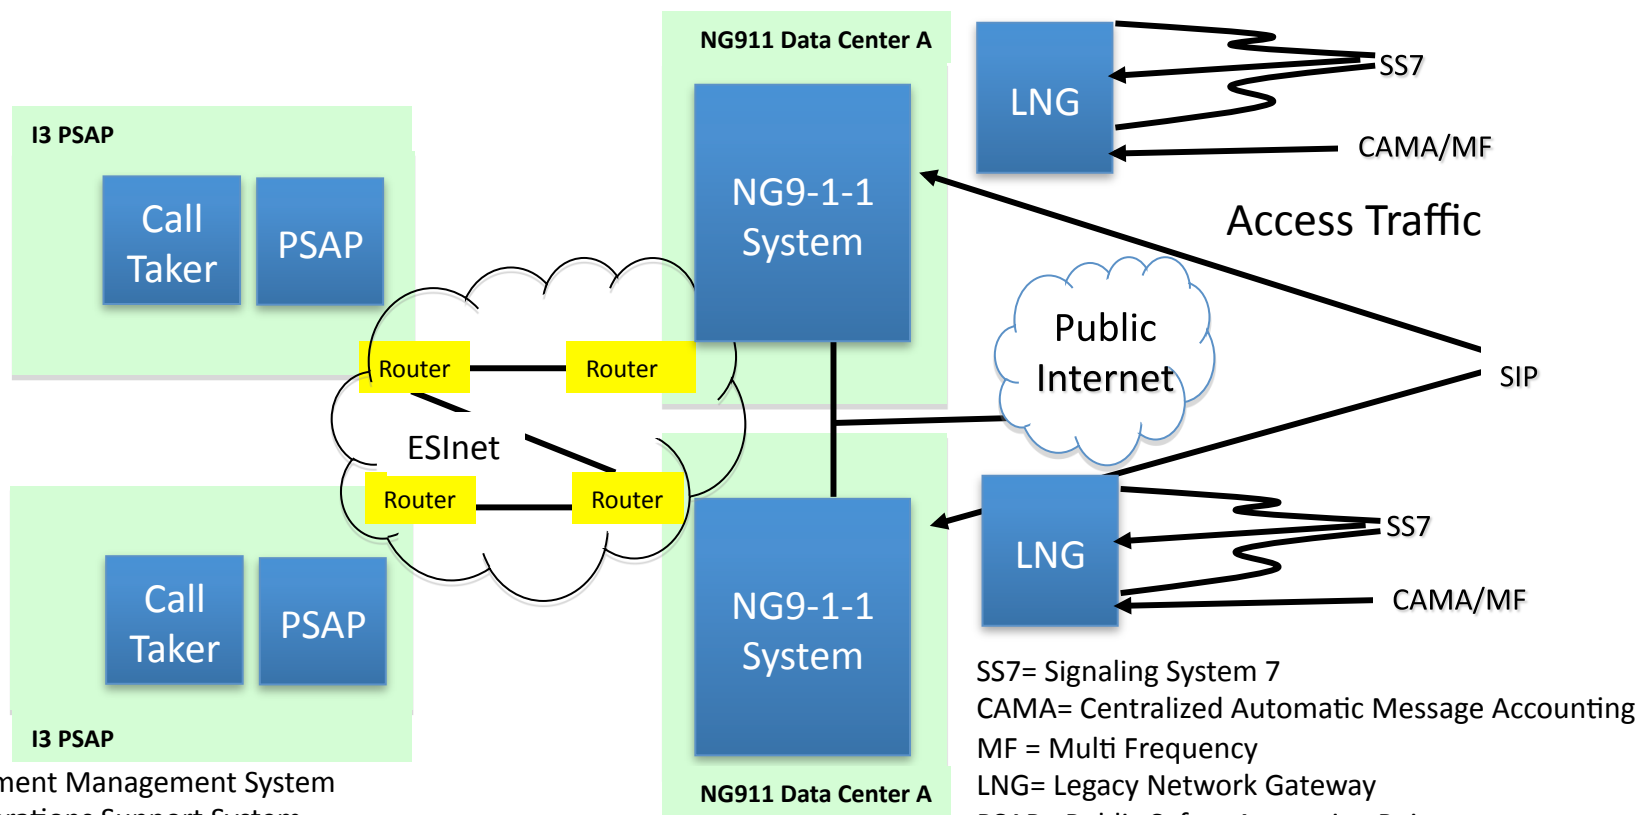 NG911 Data Center A
LNG
SS7
CAMA/MF
I3 PSAP
Call
Taker
PSAP
NG9-1-1
System
Access Traffic
Public
Internet
SIP
Router
Router
ESInet
Router
Router
LNG
SS7
CAMA/MF
Call
Taker
PSAP
NG9-1-1
System
I3 PSAP
NG911 Data Center A
ment Management System
Support System
SS7= Signaling System 7
CAMA= Centralized Automatic Message Accounting
MF = Multi Frequency
LNG= Legacy Network Gateway